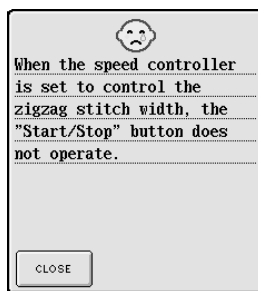 When the speed controller
is set to control the
zigzag stitch width, the
"Start/Stop" button does
not operate.
CLOSE